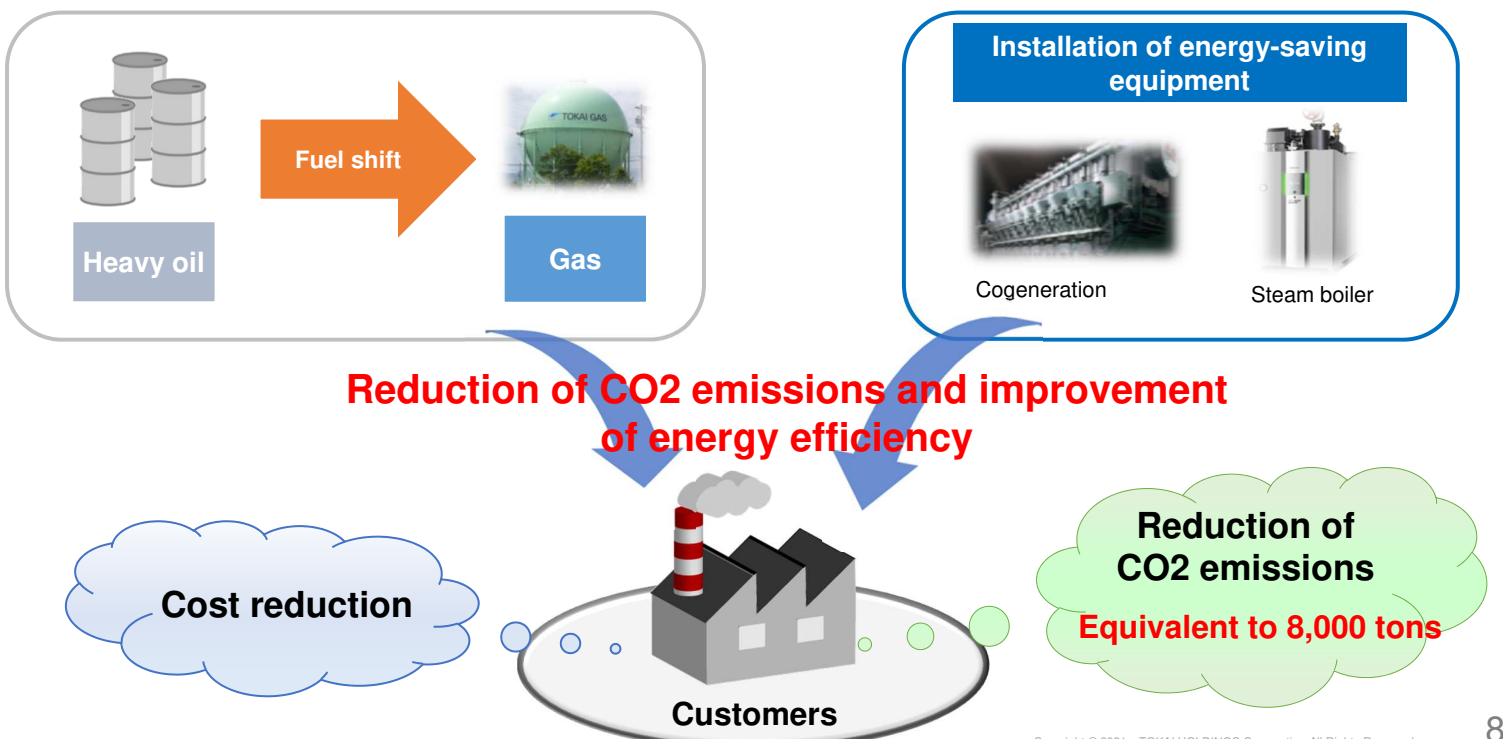 Installation of energy-saving
equipment
TOKAI GAS
Fuel shift
Heavy oil
Gas
Cogeneration
Steam boiler
Reduction of CO2 emissions and improvement
of energy efficiency
Reduction of
CO2 emissions
Equivalent to 8,000 tons
Cost reduction
Customers
8